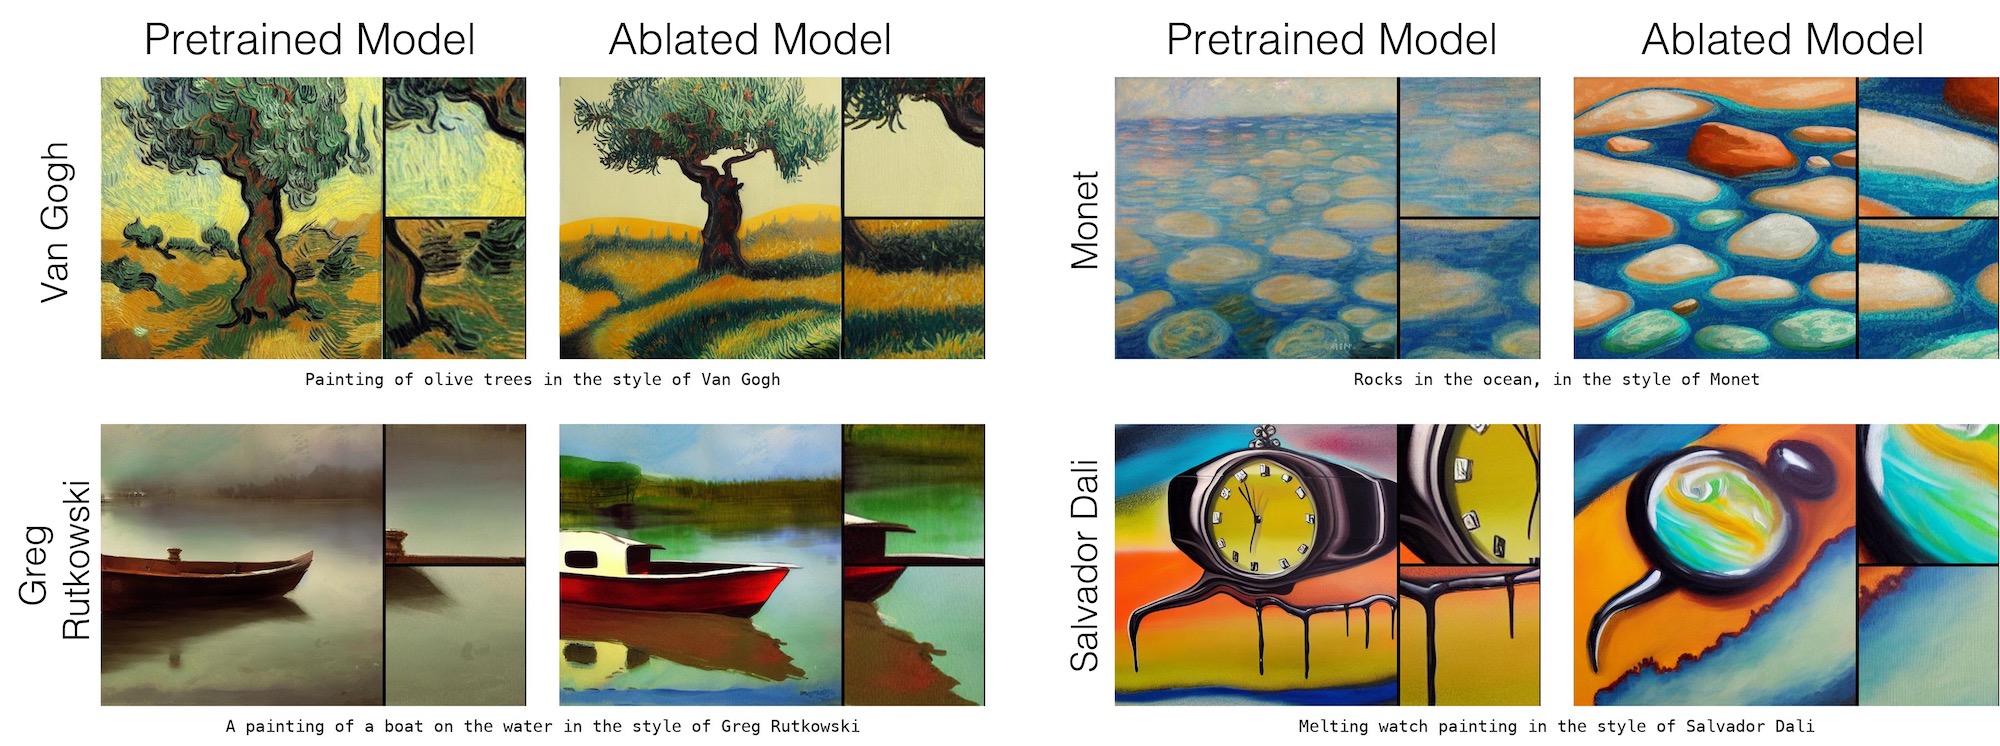 Pretrained Model
Ablated Model
Pretrained Model
Ablated Model
Van Gogh
Monet
Painting of olive trees in the style of Van Gogh
Rocks in the ocean, in the style of Monet
Greg
Rutkowski
Salvador Dali
A painting of a boat on the water in the style of Greg Rutkowski
Melting watch painting in the style of Salvador Dali